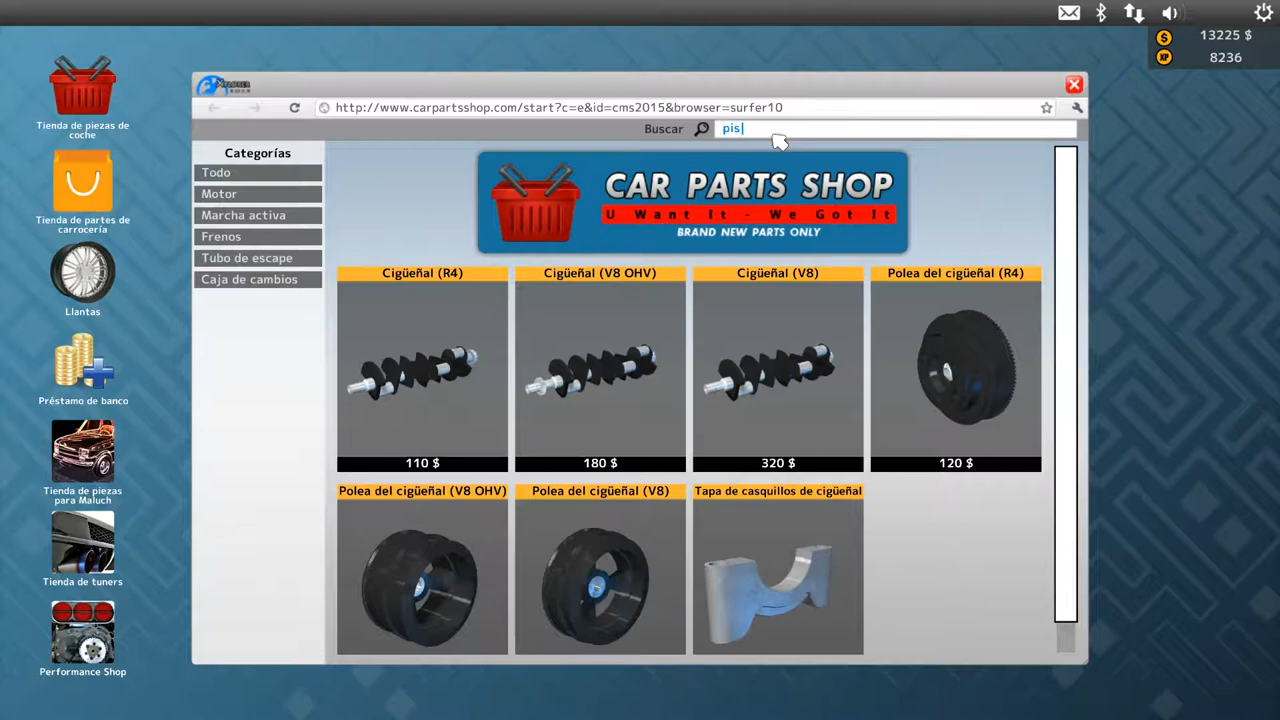 13225 $
8236
Tienda de piezas de
coche
Tienda de partes de
carrocería
Llantas
Préstamo de banco
Tienda de piezas
para Maluch
Tienda de tuners
Performance Shop
http://www.carpartsshop.com/start?c=e&id=cms2015&browser=surfer10
Buscar
pis
Categorías
Todo
Motor
Marcha activa
Frenos
Tubo de escape
Caja de cambios
CAR PARTS SHOP
U Want It - We Got It
BRAND NEW PARTS ONLY
Cigüeñal (R4)
110 $
Cigüeñal (V8 OHV)
180 $
Cigüeñal (V8)
320 $
Polea del cigüeñal (R4)
120 $
Polea del cigüeñal (V8 OHV)
Polea del cigüeñal (V8)
Tapa de casquillos de cigüeñal